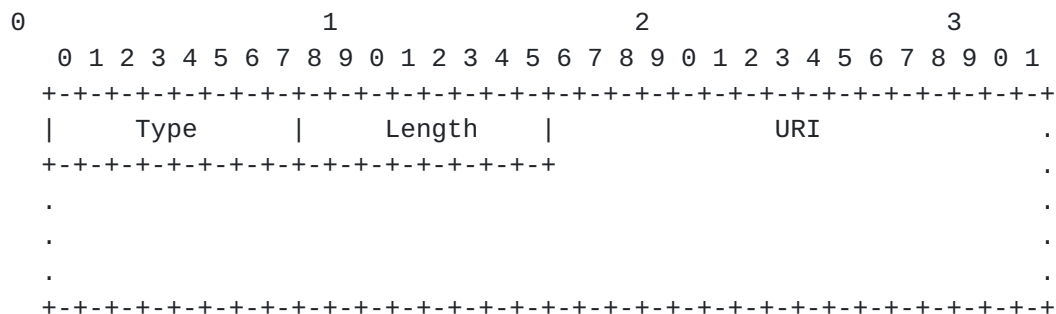 0                   1                   2                   3
   0 1 2 3 4 5 6 7 8 9 0 1 2 3 4 5 6 7 8 9 0 1 2 3 4 5 6 7 8 9 0 1
  +-+-+-+-+-+-+-+-+-+-+-+-+-+-+-+-+-+-+-+-+-+-+-+-+-+-+-+-+-+-+-+-+
  |     Type      |     Length    |              URI              .
  +-+-+-+-+-+-+-+-+-+-+-+-+-+-+-+-+                               .
  .                                                               .
  .                                                               .
  .                                                               .
  +-+-+-+-+-+-+-+-+-+-+-+-+-+-+-+-+-+-+-+-+-+-+-+-+-+-+-+-+-+-+-+-+